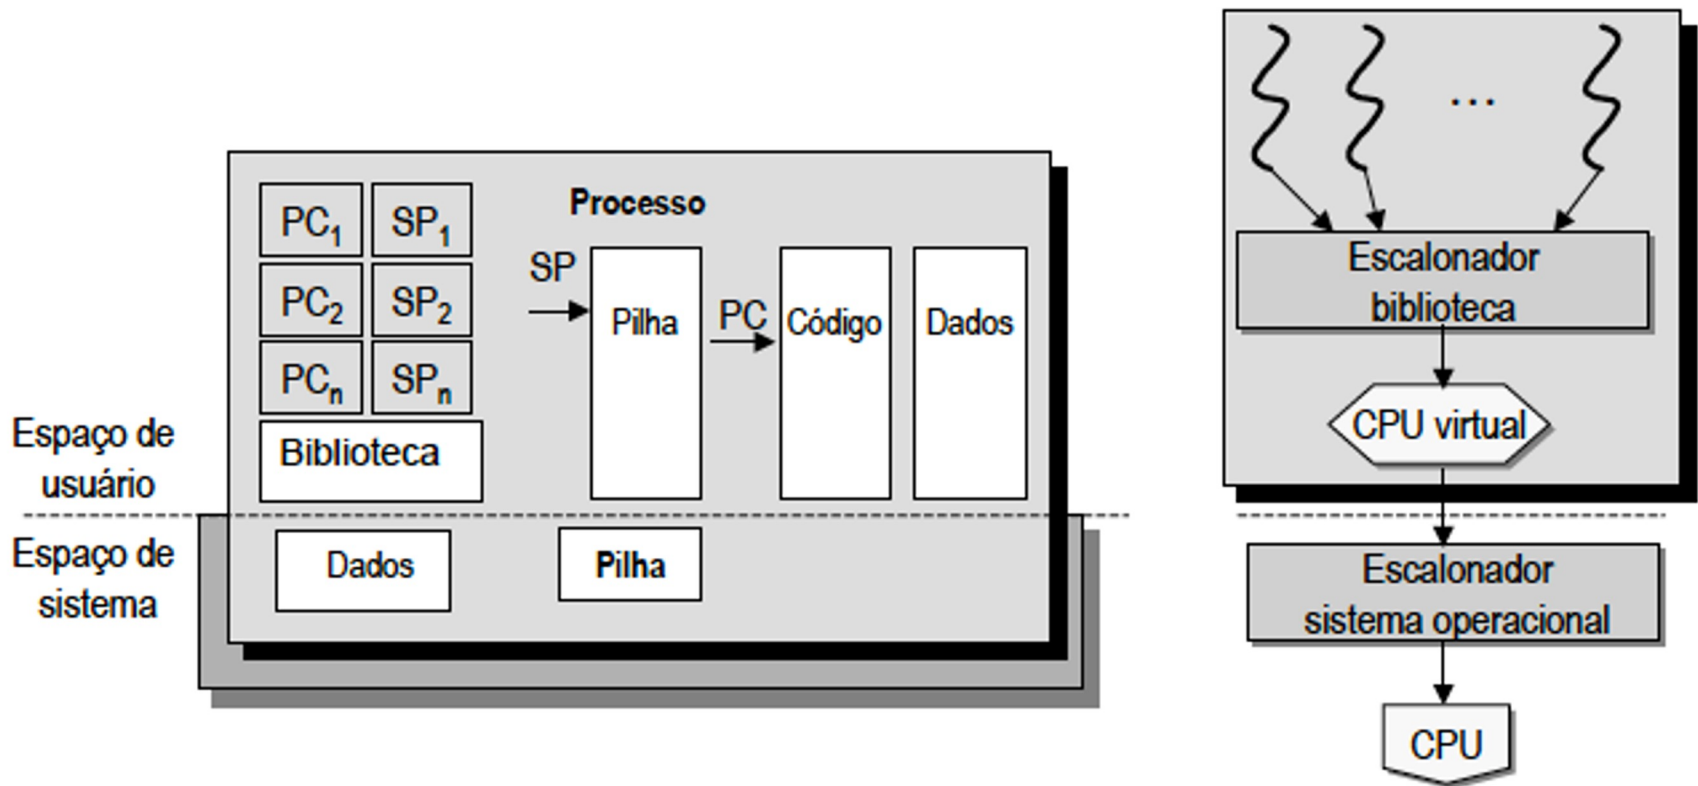 Processo
PC1 SP1
PC2 SP2
PCn SPn
Biblioteca
SP
Pilha
PC
Código
Dados
Espaço de
usuário
Espaço de
sistema
Dados
Pilha
...
Escalonador
biblioteca
CPU virtual
Escalonador
sistema operacional
CPU